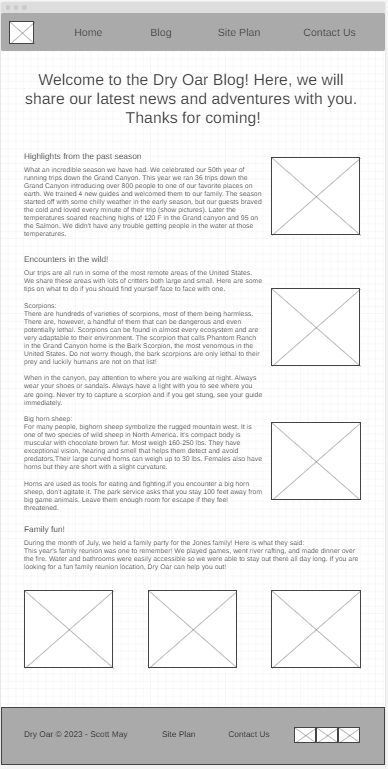 Home Blog Site Plan Contact Us
Welcome to the Dry Oar Blog! Here, we will
share our latest news and adventures with you.
Thanks for coming!
Highlights from the past season
What an incredible season we have had. We celebrated our 50th year of
running trips down the Grand Canyon. This year we ran 36 trips down the
Grand Canyon introducing over 800 people to one of our favorite places on
earth. We trained 4 new guides and welcomed them to our family. The season
started off with some chilly weather in the early season, but our guests braved
the cold and loved every minute of their trip (show pictures). Later the
temperatures soared reaching highs of 120 F in the Grand Canyon and 95 on
the Salmon. We didn't have any trouble getting people in the water at those
temperatures.
Encounters in the wild!
Our trips are all run in some of the most remote areas of the United States.
We share these areas with lots of critters both large and small. Here are some
tips on what to do if you should find yourself face to face with one.
Scorpions:
There are hundreds of varieties of scorpions, most of them being harmless.
There are, however, a handful of them that can be dangerous and even
potentially lethal. Scorpions can be found in almost every ecosystem and are
very adaptable to their environment. The scorpion that calls Phantom Ranch
in the Grand Canyon home is the Bark Scorpion, the most venomous in the
United States. Do not worry though, the bark scorpions are only lethal to their
prey and luckily humans are not on that list!
When in the canyon, pay attention to where you are walking at night. Always
wear your shoes or sandals. Always have a light with you to see where you
are going. Never try to capture a scorpion and if you get stung, see your guide
immediately.
Big horn sheep:
For many people, bighorn sheep symbolize the rugged mountain west. It is
one of two species of wild sheep in North America. It's compact body is
muscular with chocolate brown fur. Most weigh 160-250 lbs. They have
exceptional vision, hearing and smell that helps them detect and avoid
predators.Their large curved horns can weigh up to 30 lbs. Females also have
horns but they are short with a slight curvature.
Horns are used as tools for eating and fighting.If you encounter a big horn
sheep, don't agitate it. The park service asks that you stay 100 feet away from
big game animals. Leave them enough room for escape if they feel
threatened.
Family fun!
During the month of July, we held a family party for the Jones family! Here is what they said:
This year's family reunion was one to remember! We played games, went river rafting, and made dinner over
the fire. Water and bathrooms were easily accessible so we were able to stay out there all day long. If you are
looking for a fun family reunion location, Dry Oar can help you out!
Dry Oar © 2023 - Scott May Site Plan Contact Us